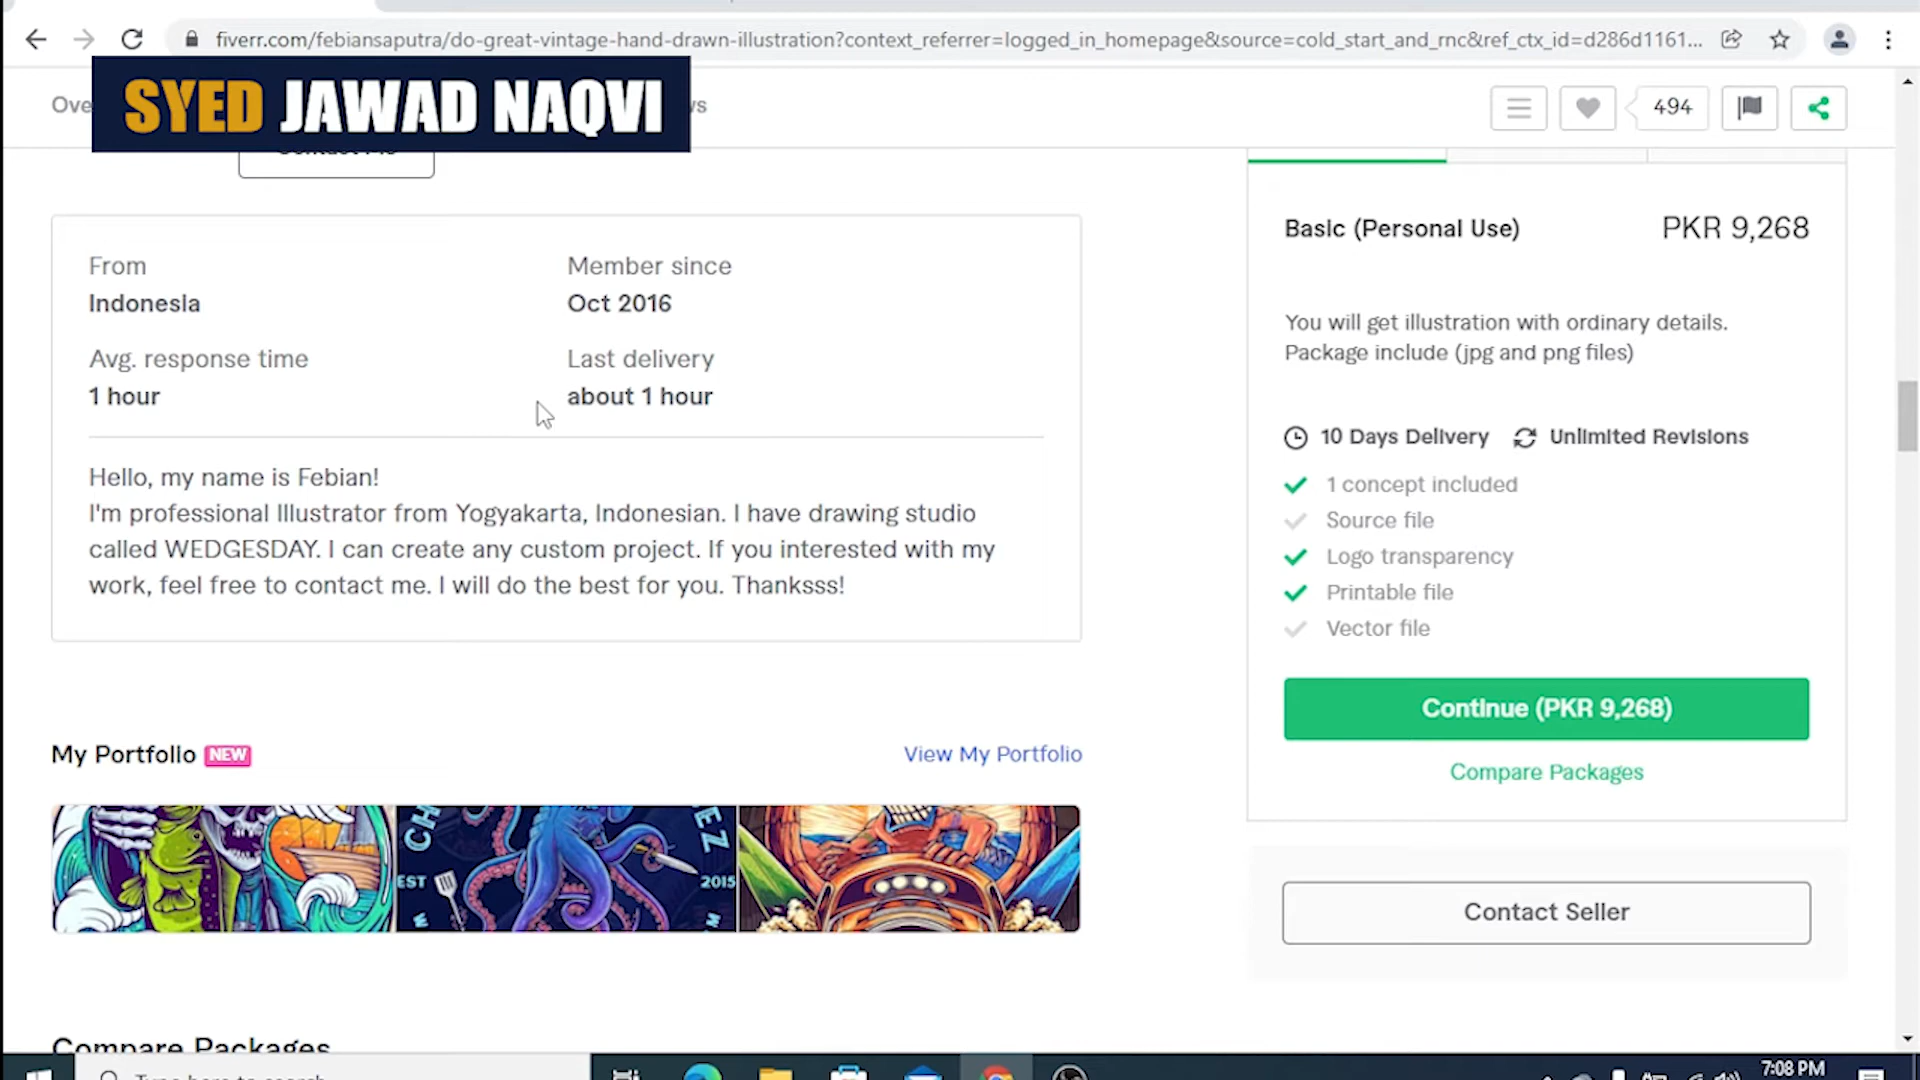 fiverr.com/febiansaputra/do-great-vintage-hand-drawn-illustration?context_referrer=logged_in_homepage&source=cold_start_and_rnc&ref_ctx_id=d286d1161...
SYED JAWAD NAQVI
494
From
Indonesia
Member since
Oct 2016
Avg. response time
1 hour
Last delivery
about 1 hour
Hello, my name is Febian!
I'm professional Illustrator from Yogyakarta, Indonesian. I have drawing studio
called WEDGESDAY. I can create any custom project. If you interested with my
work, feel free to contact me. I will do the best for you. Thanksss!
My Portfolio NEW
View My Portfolio
EST
2015
Compare Packages
Basic (Personal Use)
PKR 9,268
You will get illustration with ordinary details.
Package include (jpg and png files)
10 Days Delivery
Unlimited Revisions
1 concept included
Source file
Logo transparency
Printable file
Vector file
Continue (PKR 9,268)
Compare Packages
Contact Seller
Type here to search
7:08 PM